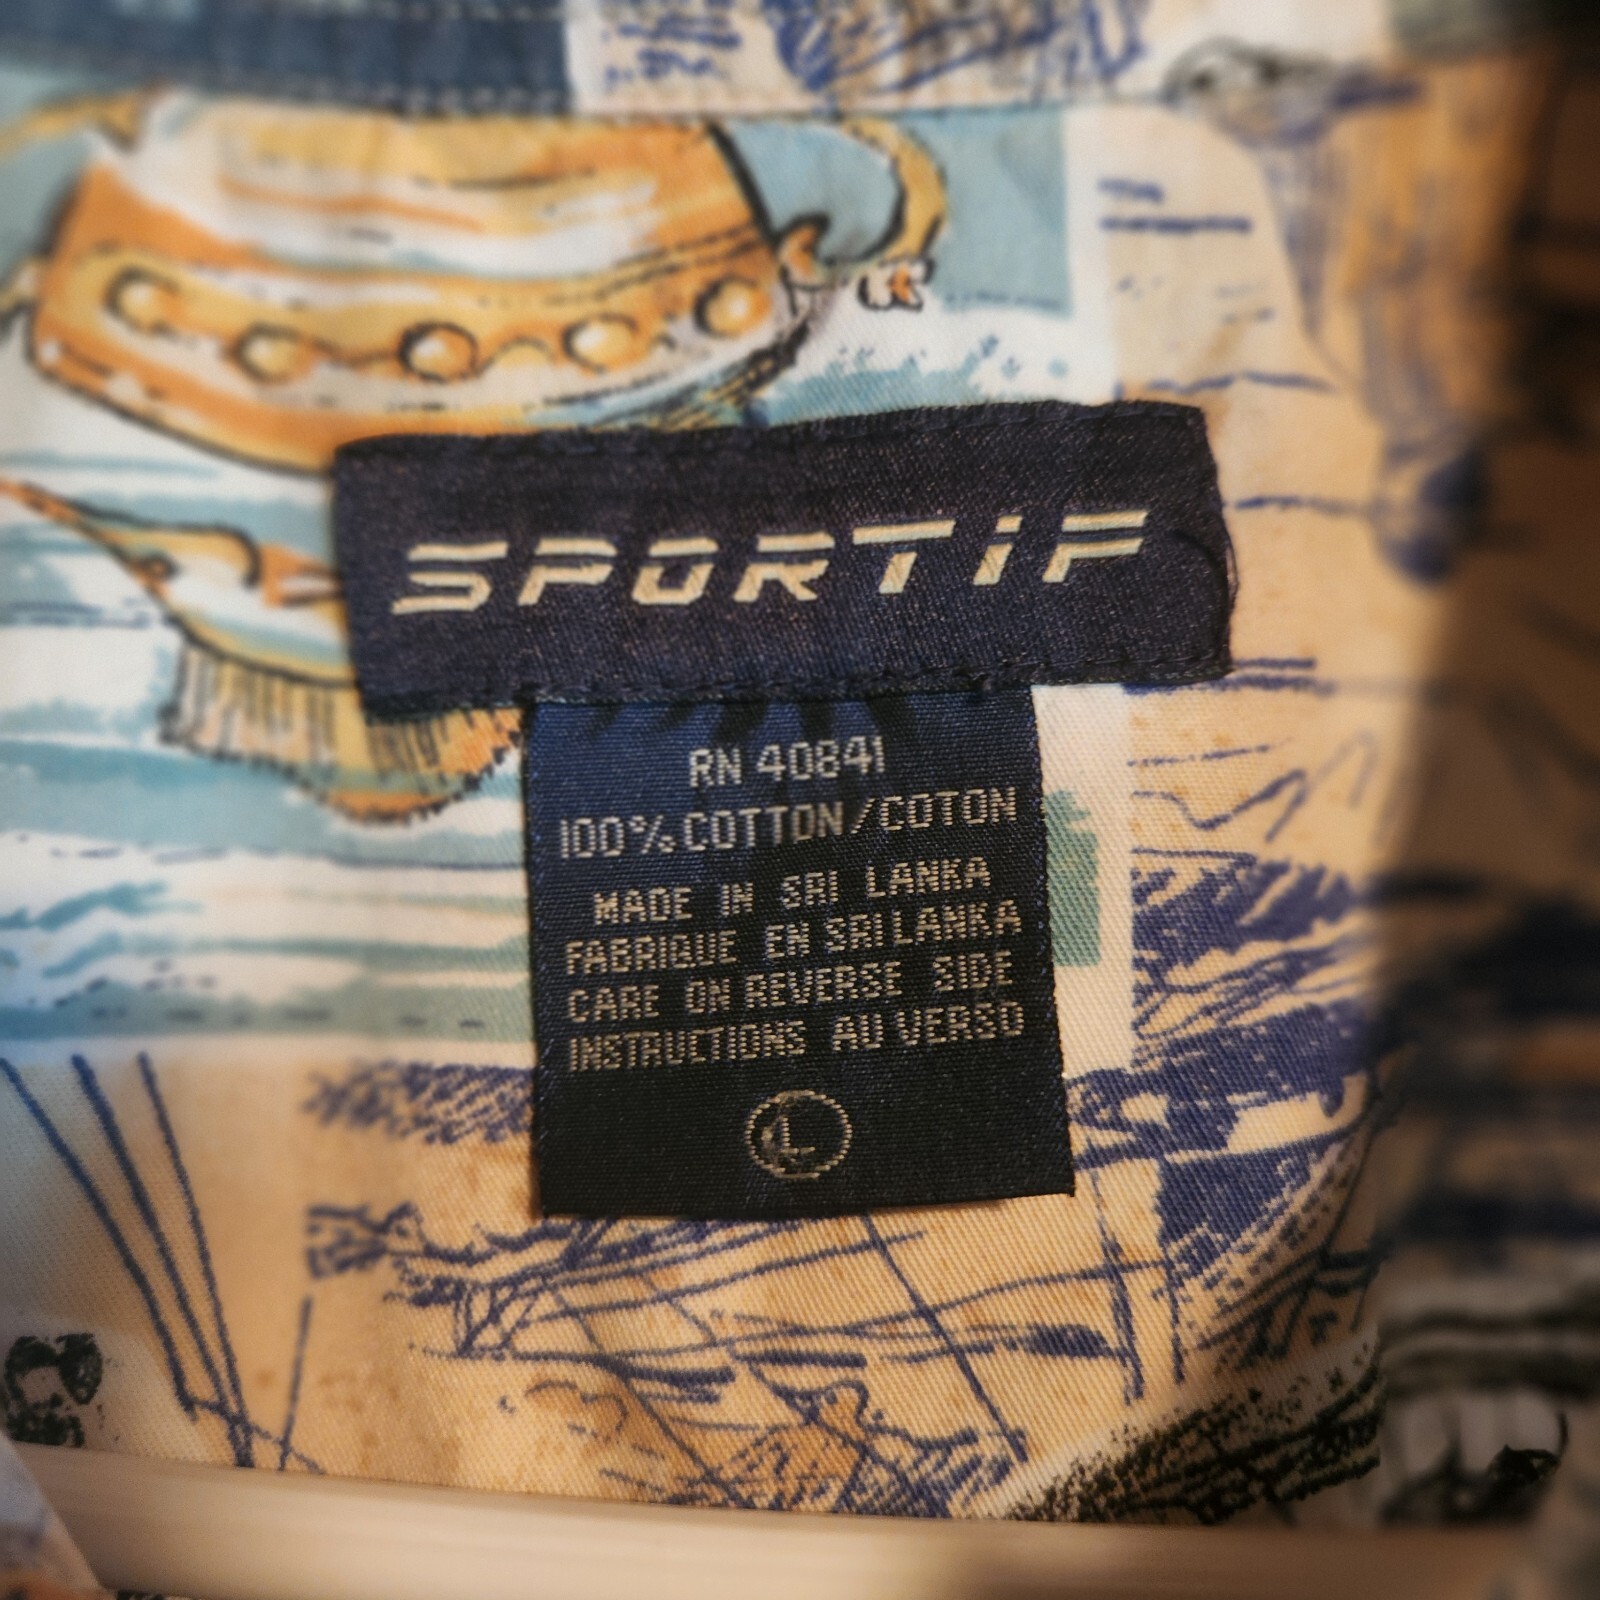 SPORTiF
RN 40841
100% COTTON/COTON
MADE IN SRI LANKA
FABRIQUE EN SRI LANKA
CARE ON REVERSE SIDE
INSTRUCTIONS AU VERSO
L